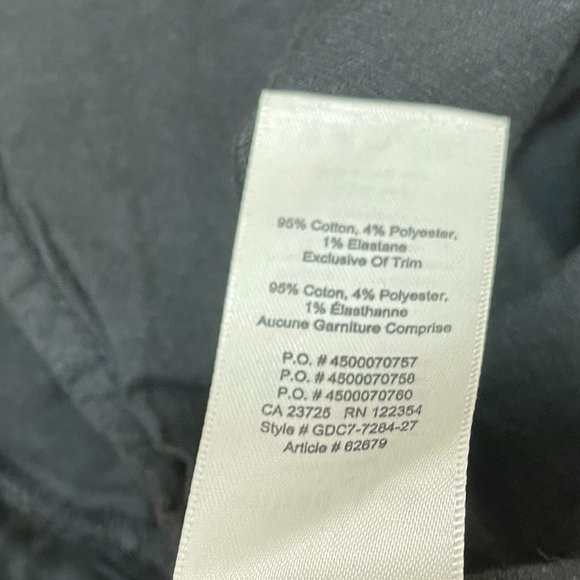 95% Cotton, 4% Polyester,
1% Elastane
Exclusive Of Trim
95% Coton, 4% Polyester,
1% Élasthanne
Aucune Garniture Comprise
P.O. # 4500070757
P.O. # 4500070758
P.O. # 4500070760
CA 23725 RN 122354
Style # GDC7-7284-27
Article # 62679